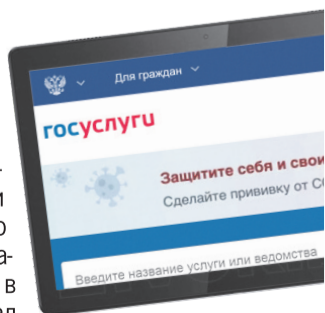 Для граждан
госуслуги
Защитите себя и свои
Сделайте прививку от
Введите название услуги или ведомства
и
о
а-
в